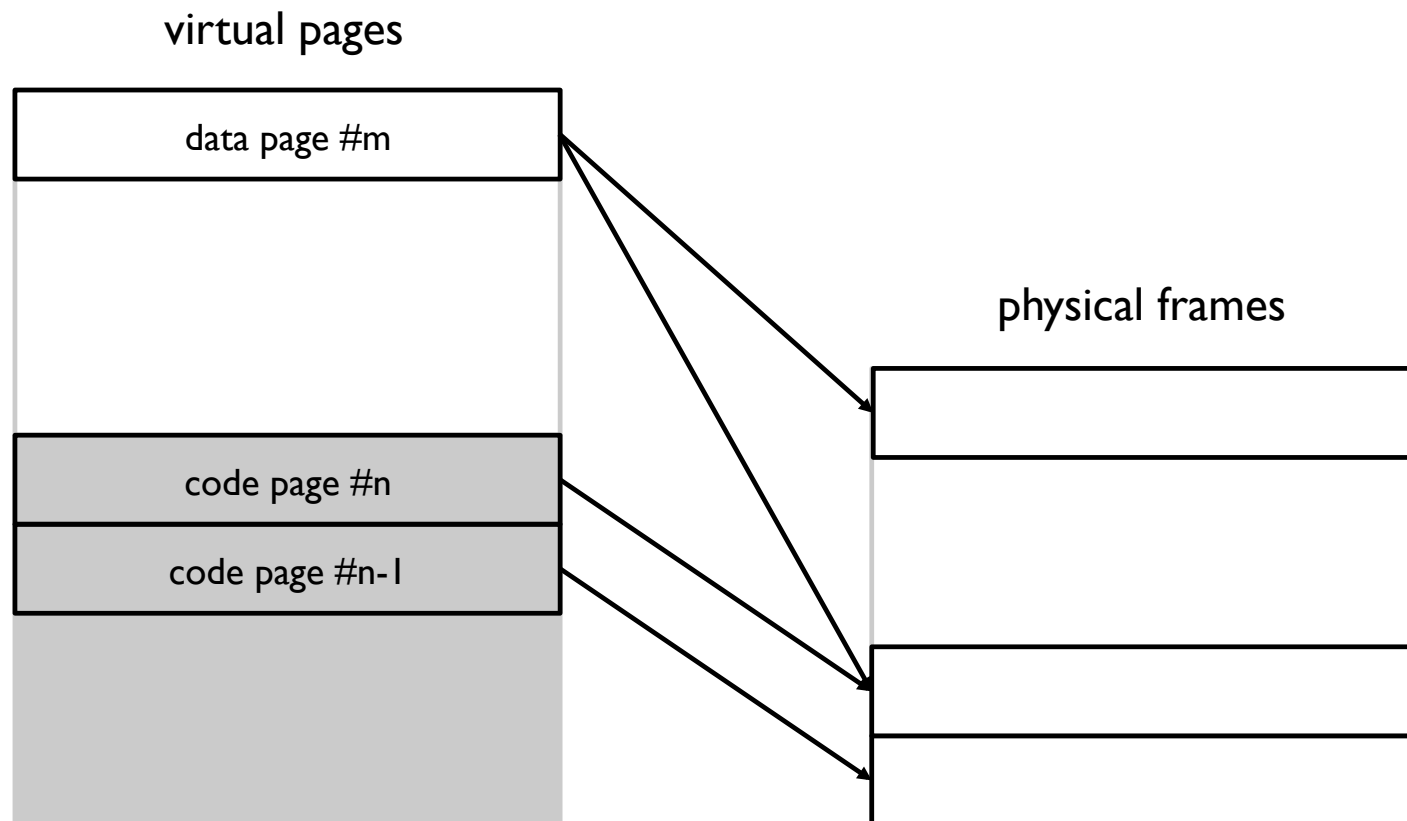 virtual pages
data page #m
physical frames
code page #n
code page #n-1